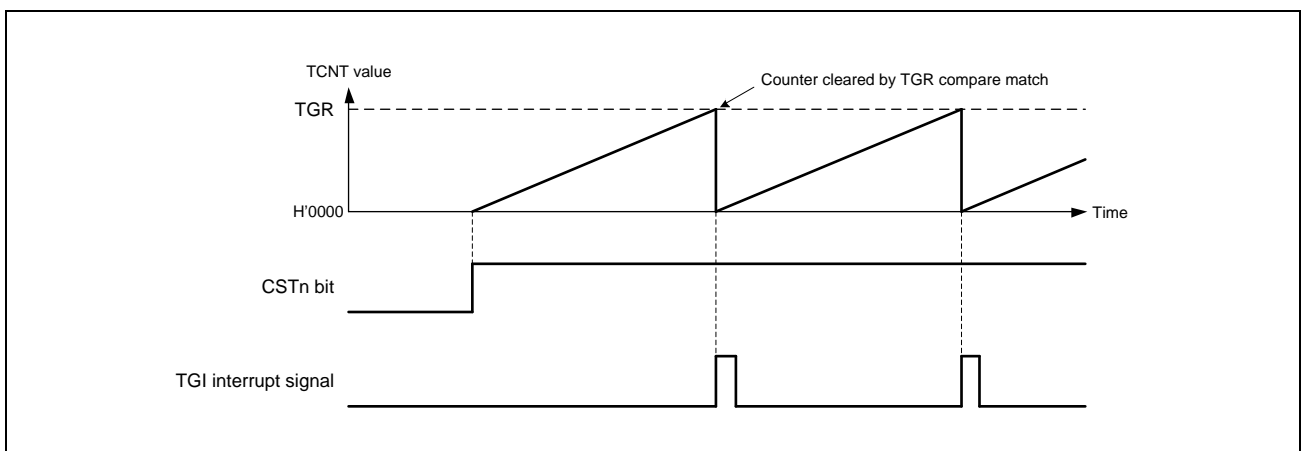 TCNT value
Counter cleared by TGR compare match
TGR
H'0000
Time
CSTn bit
TGI interrupt signal